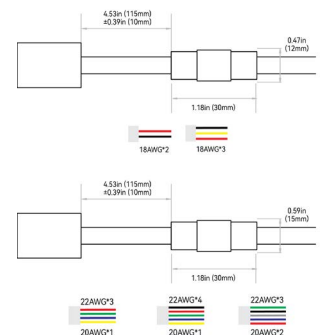 4.53in (115mm)
±0.39in (10mm)
0.47in
(12mm)
1.18in (30mm)
18AWG*2
18AWG*3
4.53in (115mm)
±0.39in (10mm)
0.59in
(15mm)
1.18in (30mm)
22AWG*3
22AWG*4
22AWG*3
20AWG*1
20AWG*1
20AWG*2